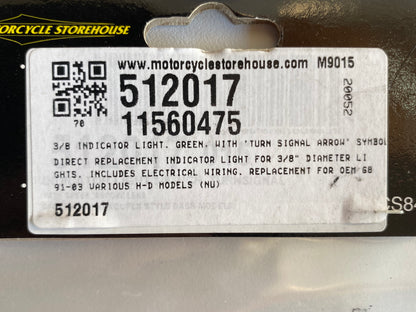 ORCYCLE STOREHOUSE
www.motorcyclestorehouse.com M9015
512017
20052
11560475
70
3/8 INDICATOR LIGHT. GREEN. WITH 'TURN SIGNAL ARROW' SYMBOL
DIRECT REPLACEMENT INDICATOR LIGHT FOR 3/8" DIAMETER LI
GHTS. INCLUDES ELECTRICAL WIRING. REPLACEMENT FOR OEM 68
91-03 VARIOUS H-D MODELS (NU)
512017